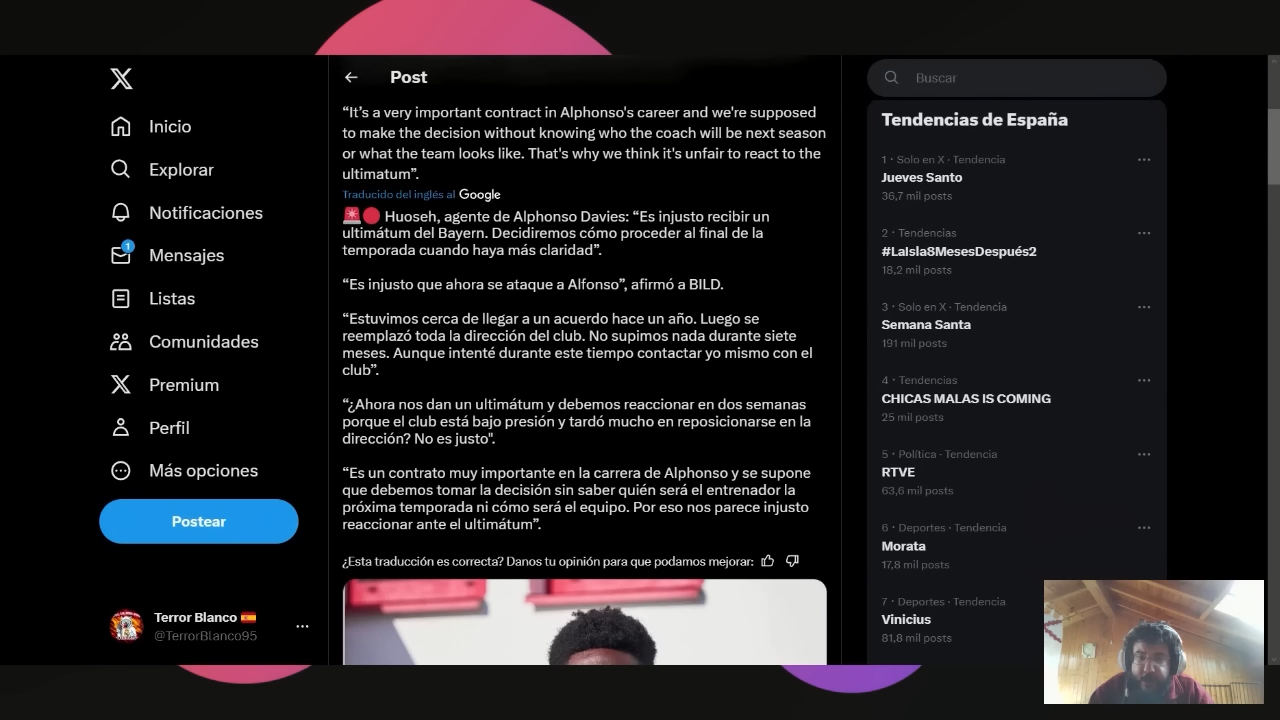 Inicio
Explorar
Notificaciones
1
Mensajes
Listas
Comunidades
Premium
Perfil
Más opciones
Postear
Terror Blanco 🇪🇸
@TerrorBlanco95
Post
“It’s a very important contract in Alphonso's career and we're supposed
to make the decision without knowing who the coach will be next season
or what the team looks like. That's why we think it's unfair to react to the
ultimatum”.
Traducido del inglés al Google
🚨🔴 Huoseh, agente de Alphonso Davies: “Es injusto recibir un
ultimátum del Bayern. Decidiremos cómo proceder al final de la
temporada cuando haya más claridad”.
“Es injusto que ahora se ataque a Alfonso”, afirmó a BILD.
“Estuvimos cerca de llegar a un acuerdo hace un año. Luego se
reemplazó toda la dirección del club. No supimos nada durante siete
meses. Aunque intenté durante este tiempo contactar yo mismo con el
club”.
“¿Ahora nos dan un ultimátum y debemos reaccionar en dos semanas
porque el club está bajo presión y tardó mucho en reposicionarse en la
dirección? No es justo".
“Es un contrato muy importante en la carrera de Alphonso y se supone
que debemos tomar la decisión sin saber quién será el entrenador la
próxima temporada ni cómo será el equipo. Por eso nos parece injusto
reaccionar ante el ultimátum”.
¿Esta traducción es correcta? Danos tu opinión para que podamos mejorar:
Buscar
Tendencias de España
1 · Solo en X · Tendencia
Jueves Santo
36,7 mil posts
2 · Tendencias
#LaIsla8MesesDespués2
18,2 mil posts
3 · Solo en X · Tendencia
Semana Santa
191 mil posts
4 · Tendencias
CHICAS MALAS IS COMING
25 mil posts
5 · Política · Tendencia
RTVE
63,6 mil posts
6 · Deportes · Tendencia
Morata
17,8 mil posts
7 · Deportes · Tendencia
Vinicius
81,8 mil posts